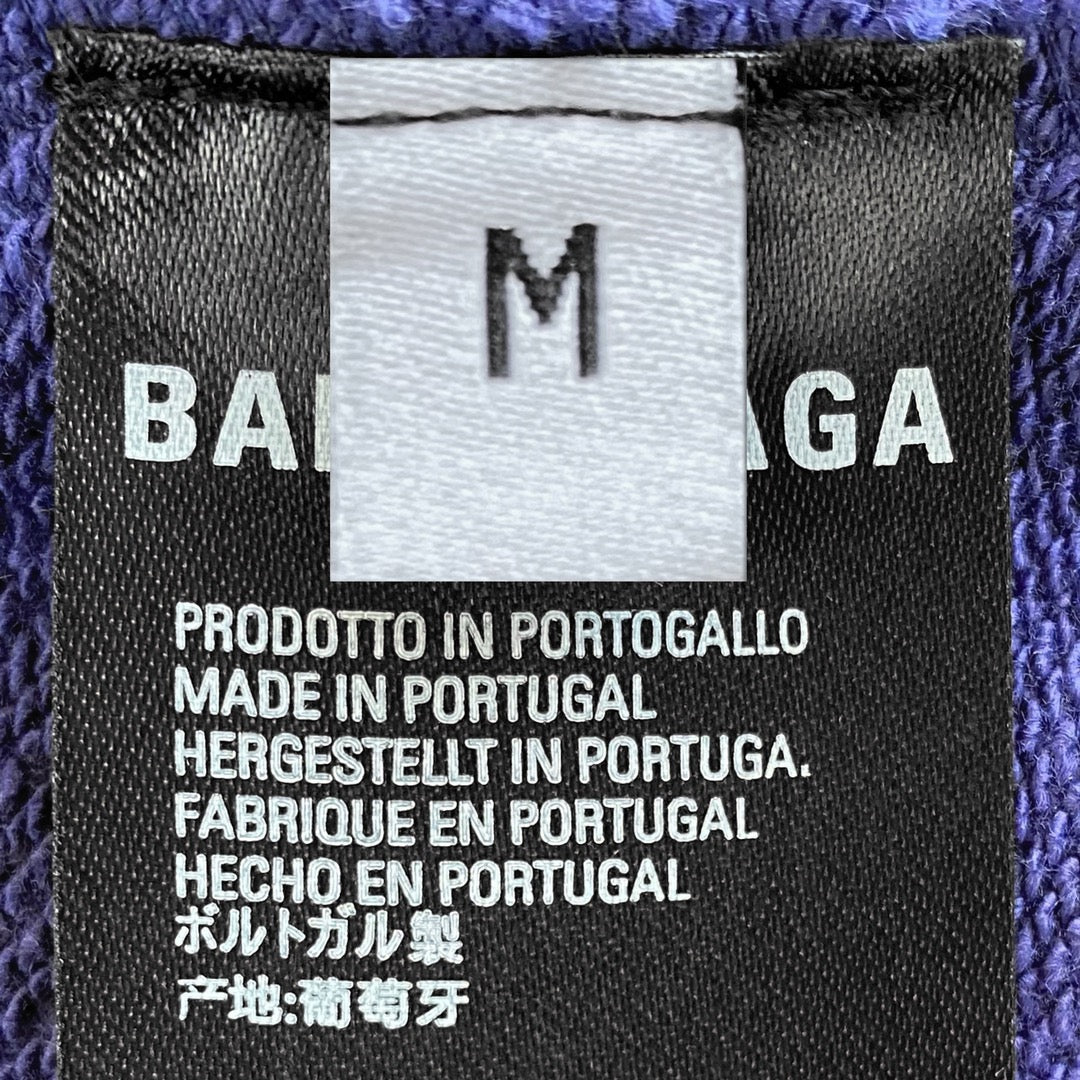 M
BA AGA
PRODOTTO IN PORTOGALLO
MADE IN PORTUGAL
HERGESTELLT IN PORTUGA.
FABRIQUE EN PORTUGAL
HECHO EN PORTUGAL
ボルトガル製
产地:葡萄牙